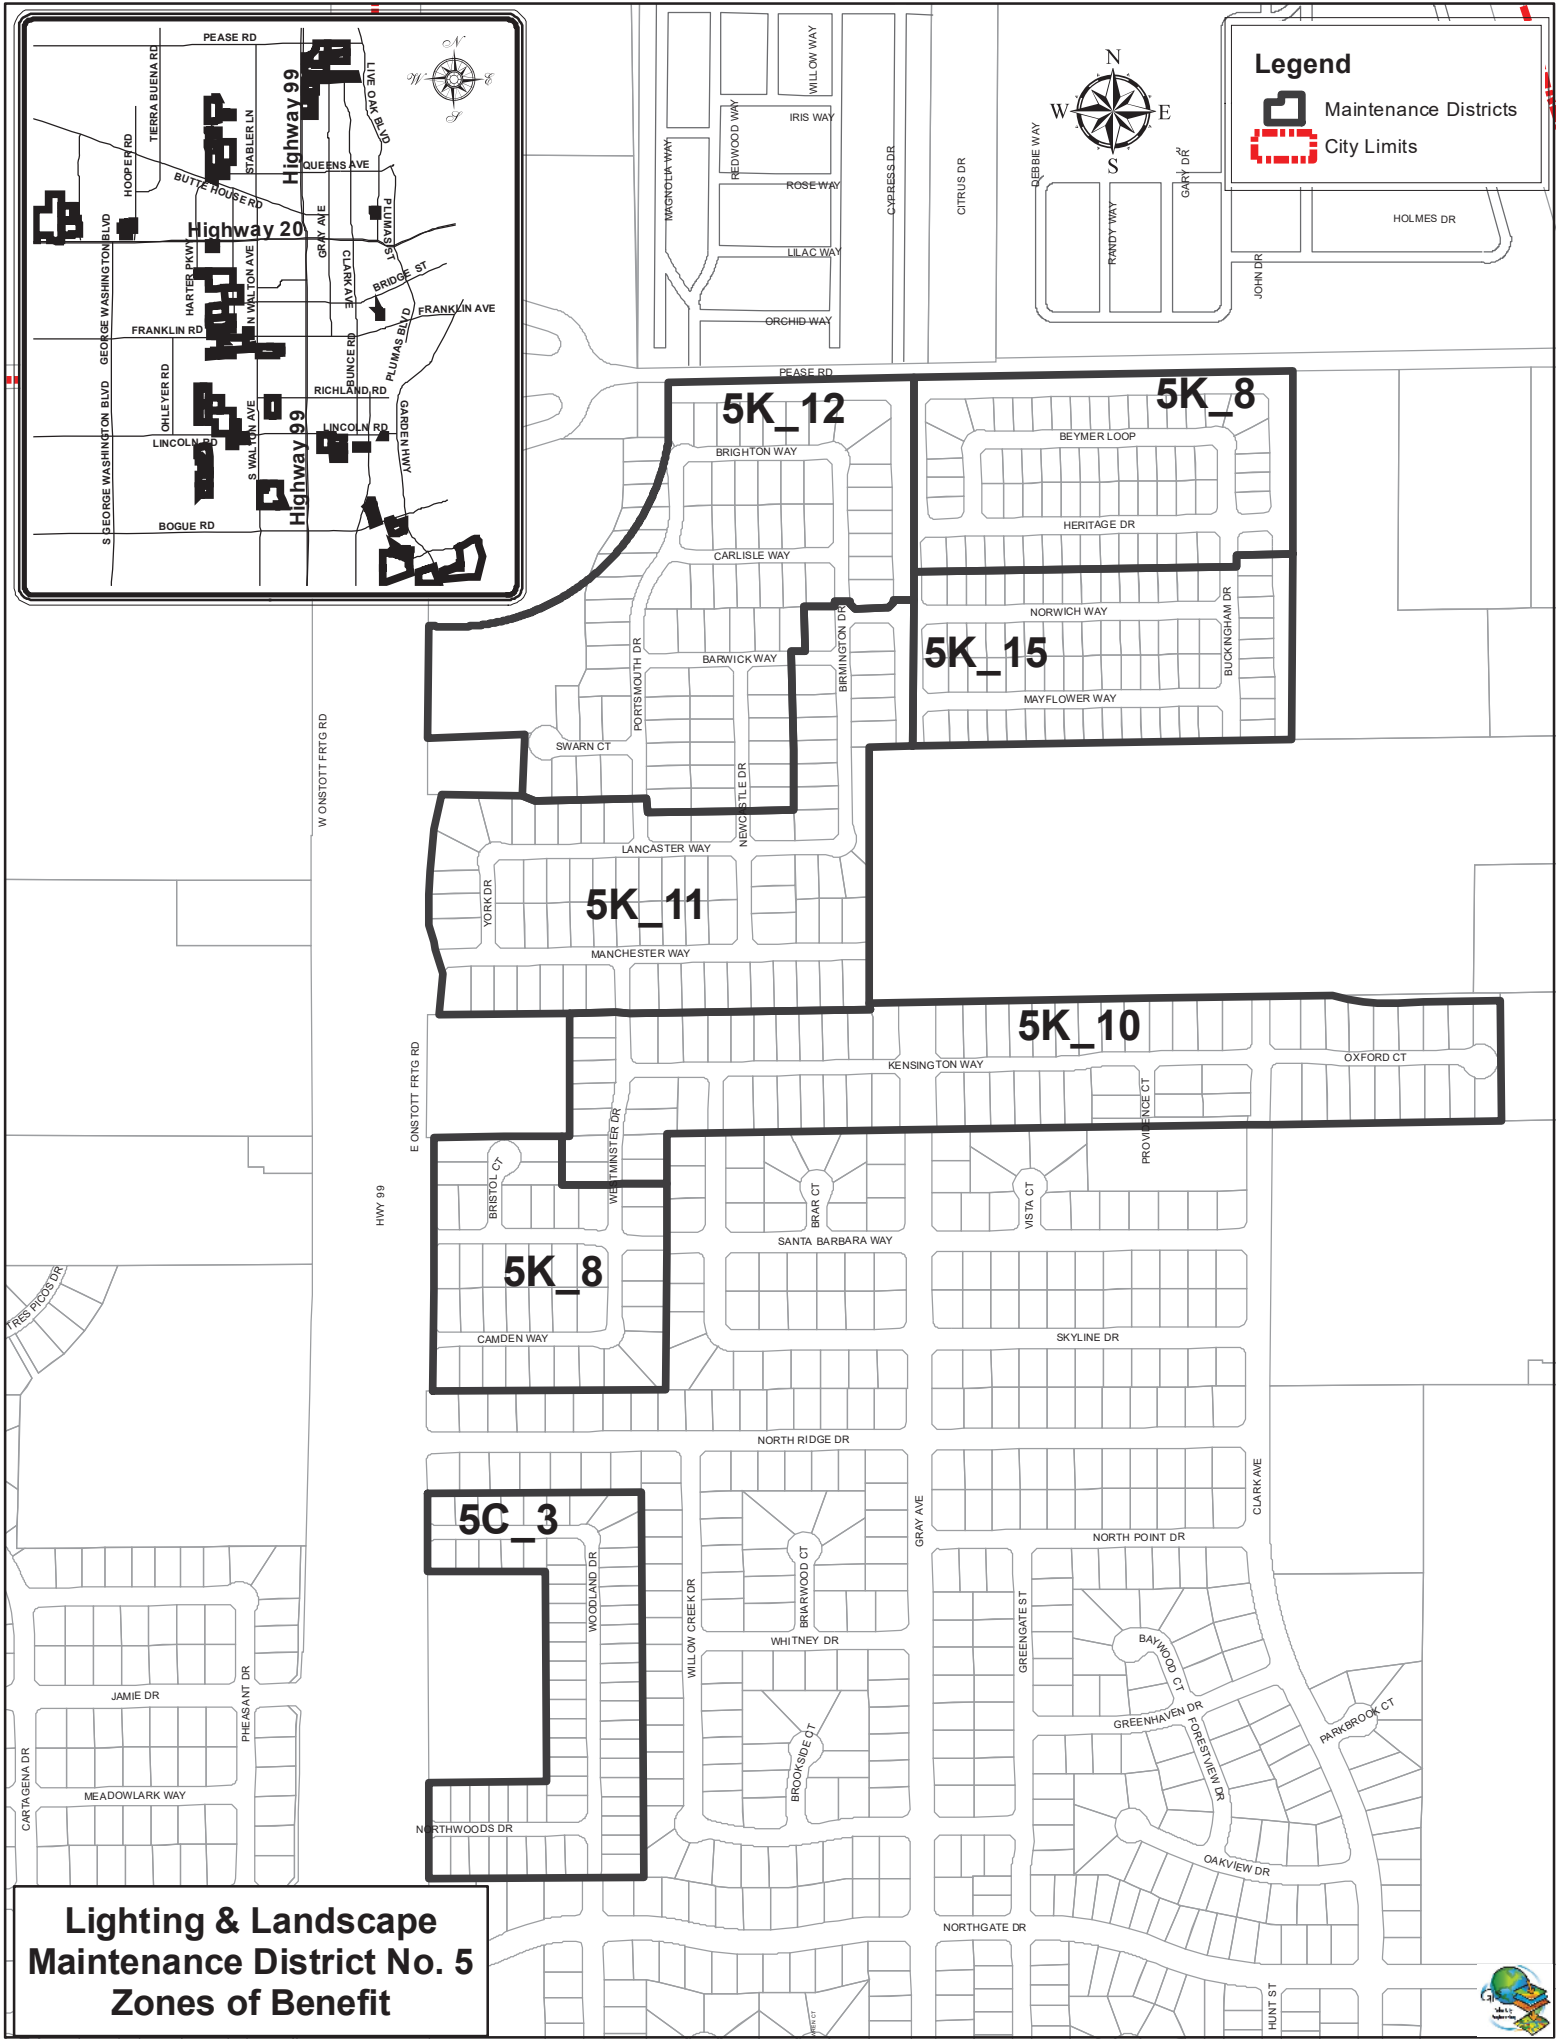 PEASE RD
TIERRA BUENA RD
HOOPER RD
STABLER LN
Highway 99
LIVE OAK BLVD
QUEENS AVE
BUTTE HOUSE RD
Highway 20
GRAY AVE
PLUMAS ST
GEORGE WASHINGTON BLVD
HARTER PKWY
N WALTON AVE
CLARK AVE
BRIDGE ST
FRANKLIN AVE
FRANKLIN RD
PLUMAS BLVD
BUNCE RD
OHLEYER RD
RICHLAND RD
S GEORGE WASHINGTON BLVD
S WALTON AVE
LINCOLN RD
LINCOLN RD
Highway 99
GARDEN HWY
BOGUE RD
N
W
E
S
N
W
E
S
Legend
Maintenance Districts
City Limits
WILLOW WAY
IRIS WAY
REDWOOD WAY
MAGNOLIA WAY
ROSE WAY
CYPRESS DR
CITRUS DR
LILAC WAY
ORCHID WAY
DEBBIE WAY
RANDY WAY
GARY DR
HOLMES DR
JOHN DR
PEASE RD
5K_12
5K_8
BRIGHTON WAY
BEYMER LOOP
HERITAGE DR
CARLISLE WAY
NORWICH WAY
BUCKINGHAM DR
BIRMINGTON DR
5K_15
BARWICK WAY
PORTSMOUTH DR
MAYFLOWER WAY
SWARN CT
NEWCASTLE DR
W ONSTOTT FRTG RD
LANCASTER WAY
YORK DR
5K_11
MANCHESTER WAY
5K_10
E ONSTOTT FRTG RD
KENSINGTON WAY
OXFORD CT
PROVIDENCE CT
WESTMINSTER DR
BRISTOL CT
HWY 99
BRAR CT
VISTA CT
SANTA BARBARA WAY
5K_8
TRES PICOS DR
CAMDEN WAY
SKYLINE DR
NORTH RIDGE DR
CLARK AVE
GRAY AVE
5C_3
NORTH POINT DR
WOODLAND DR
WILLOW CREEK DR
BRIARWOOD CT
GREENGATE ST
WHITNEY DR
BAYWOOD CT
JAMIE DR
PHEASANT DR
GREENHAVEN DR
PARKBROOK CT
FORESTVIEW DR
BROOKSIDE CT
CARTAGENA DR
MEADOWLARK WAY
NORTHWOODS DR
OAKVIEW DR
NORTHGATE DR
HUNT ST
Lighting & Landscape
Maintenance District No. 5
Zones of Benefit